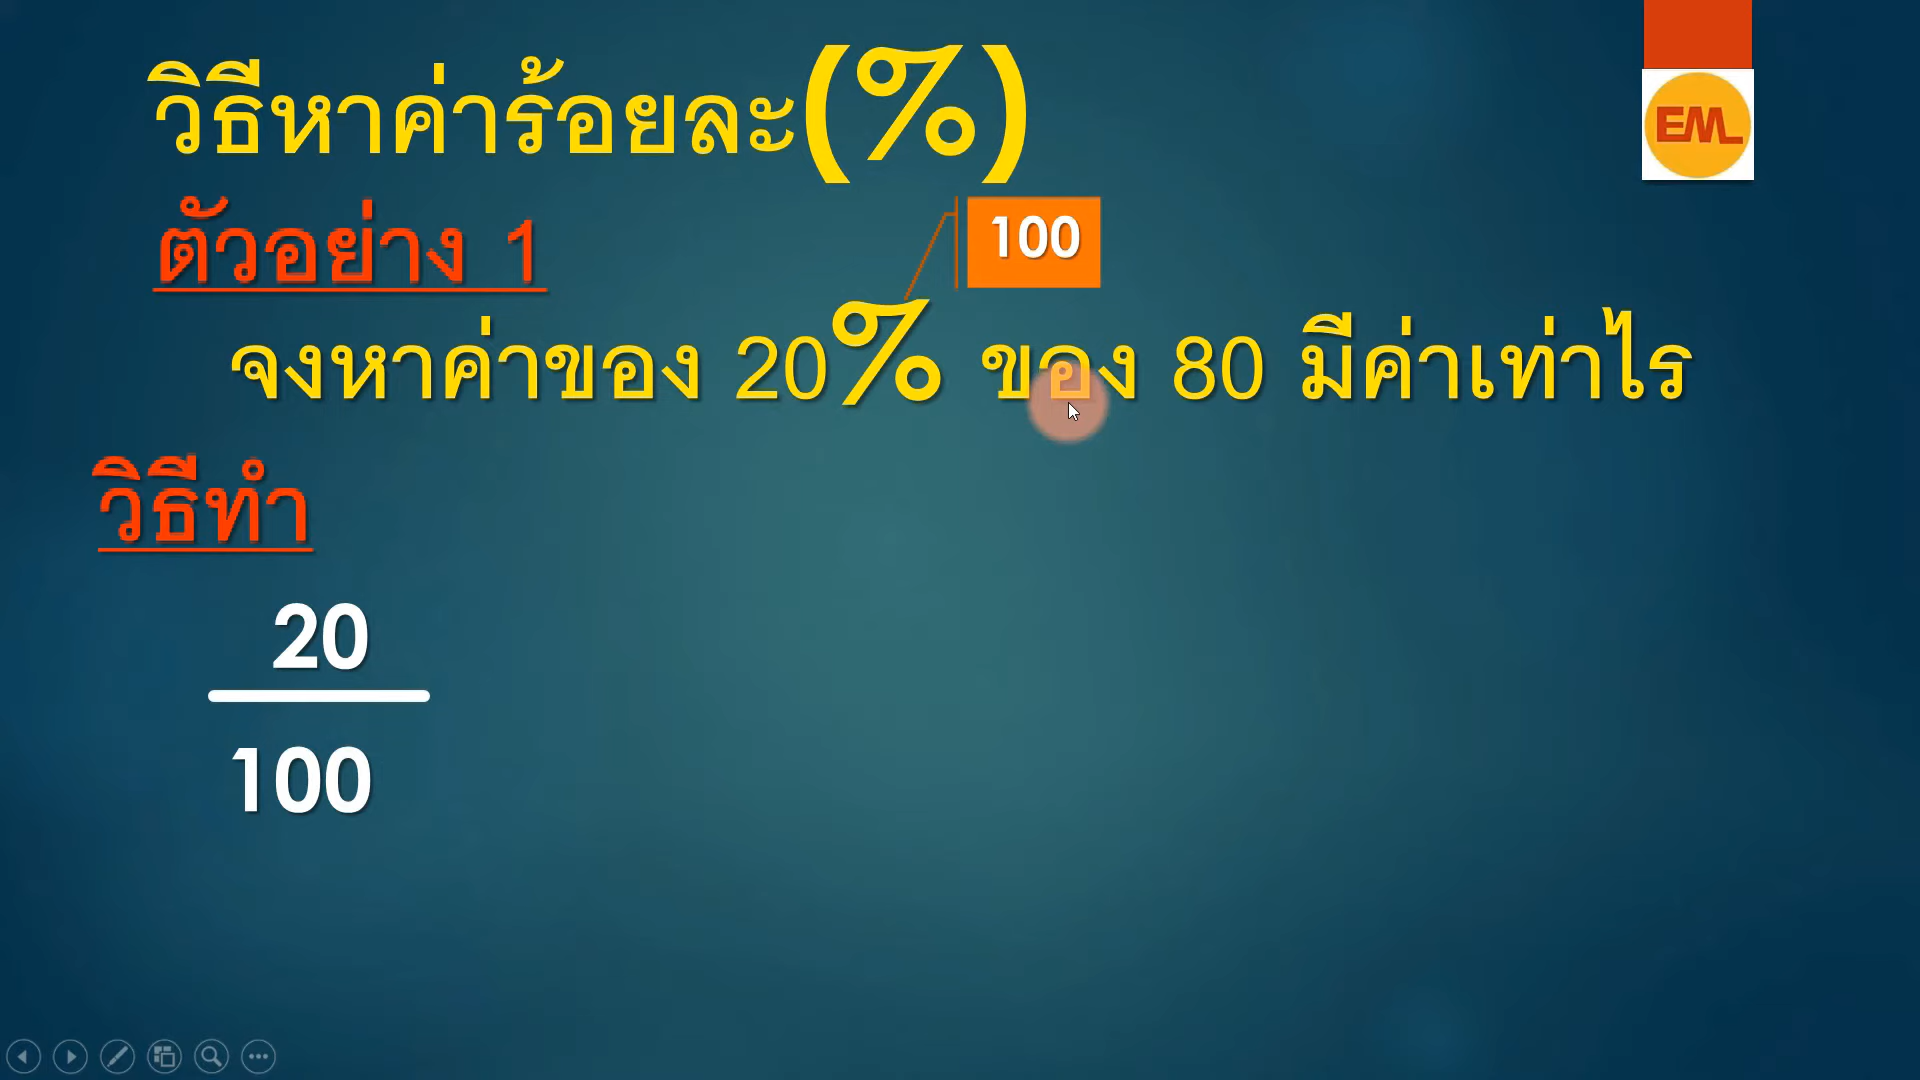 วิธีหาค่าร้อยละ(%)
EML
ตัวอย่าง 1
100
จงหาค่าของ 20% ของ 80 มีค่าเท่าไร
วิธีทำ
20
100